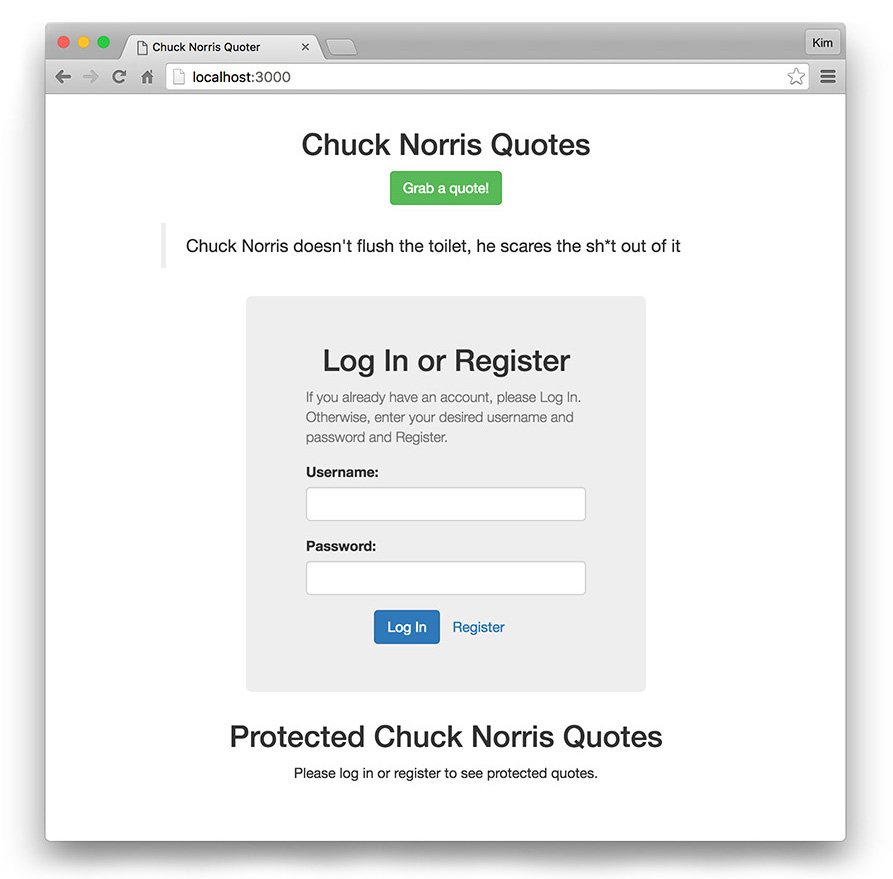 Chuck Norris Quoter
Kim
localhost:3000
Chuck Norris Quotes
Grab a quote!
Chuck Norris doesn't flush the toilet, he scares the sh*t out of it
Log In or Register
If you already have an account, please Log In.
Otherwise, enter your desired username and
password and Register.
Username:
Password:
Log In Register
Protected Chuck Norris Quotes
Please log in or register to see protected quotes.